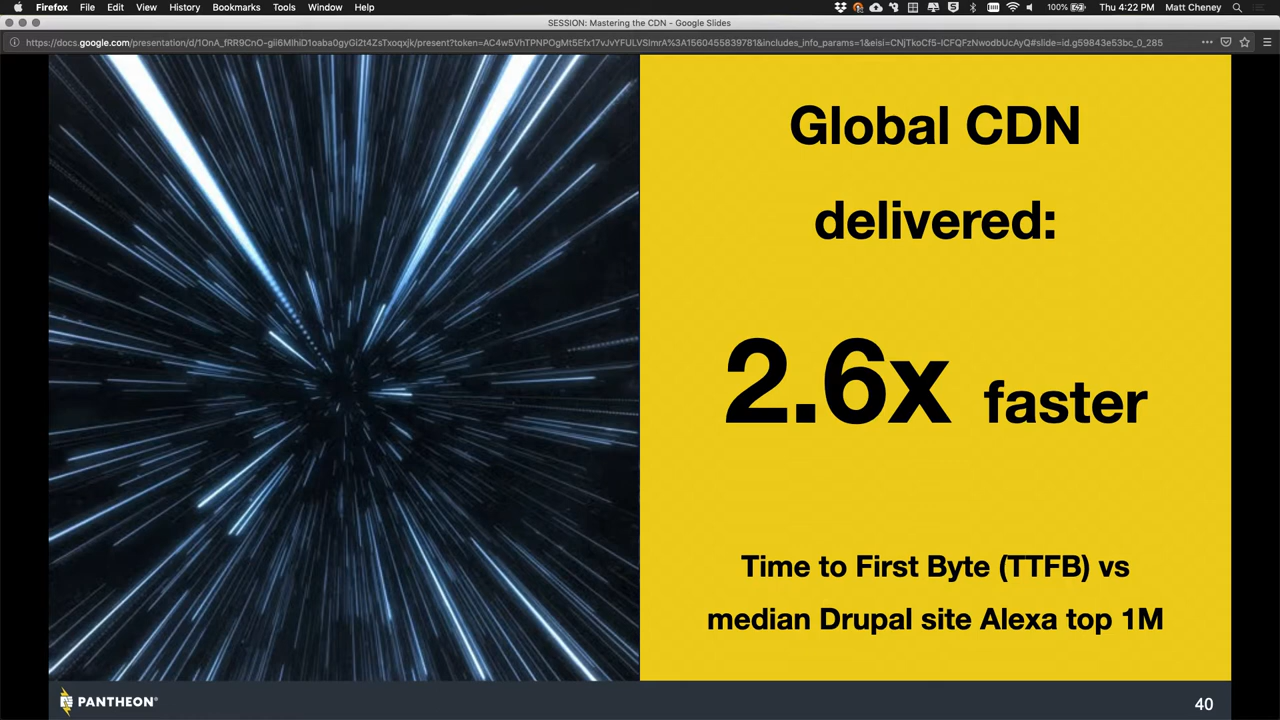 Firefox File Edit View History Bookmarks Tools Window Help 100% Thu 4:22 PM Matt Cheney
SESSION: Mastering the CDN - Google Slides
Global CDN
delivered:
2.6x faster
Time to First Byte (TTFB) vs
median Drupal site Alexa top 1M
PANTHEON®
40